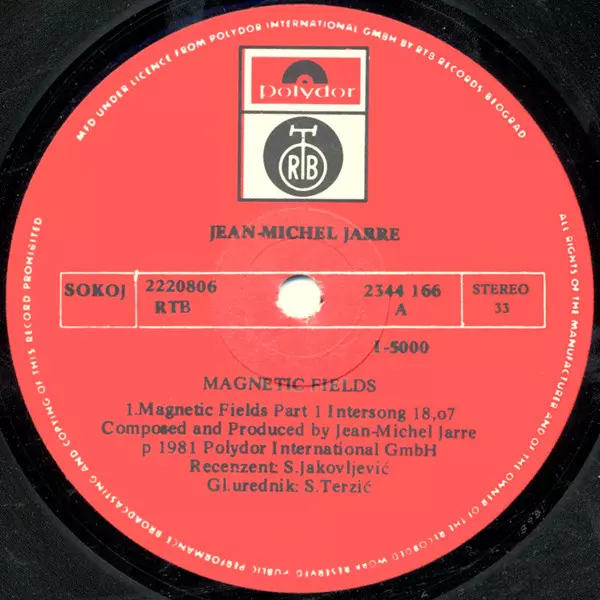 MFD UNDER LICENCE FROM POLYDOR INTERNATIONAL GMBH BY RTB RECORDS BEOGRAD
polydor
RTB
JEAN-MICHEL JARRE
SOKOJ
2220806
RTB
2344 166
A
STEREO
33
1-5000
MAGNETIC FIELDS
1.Magnetic Fields Part 1 Intersong 18,o7
Composed and Produced by Jean-Michel Jarre
p 1981 Polydor International GmbH
Recenzent: S.Jakovljević
Gl.urednik: S.Terzić
ALL RIGHTS OF THE MANUFACTURER AND OF THE OWNER OF THE RECORDED WORK RESERVED PUBLIC PERFORMANCE BROADCASTING AND COPYING OF THIS RECORD PROHIBITED